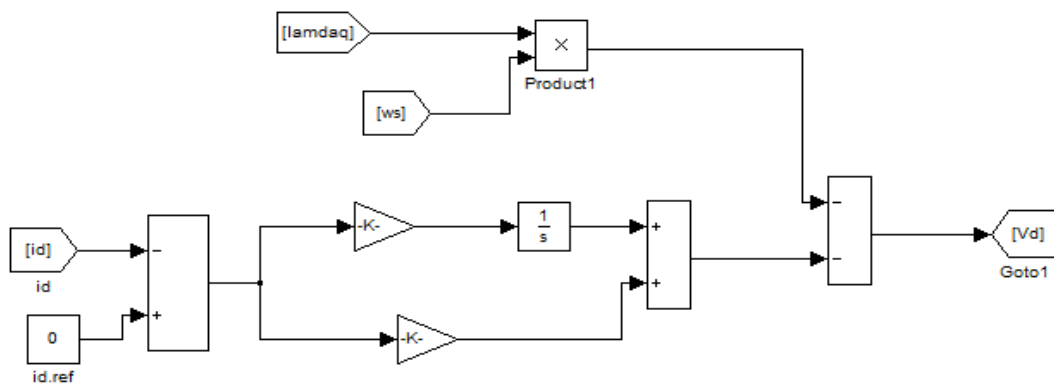 [lamdaq]
×
Product1
[ws]
-K-
1
s
+
+
-
-
[Vd]
Goto1
[id]
id
-
+
0
id.ref
-K-